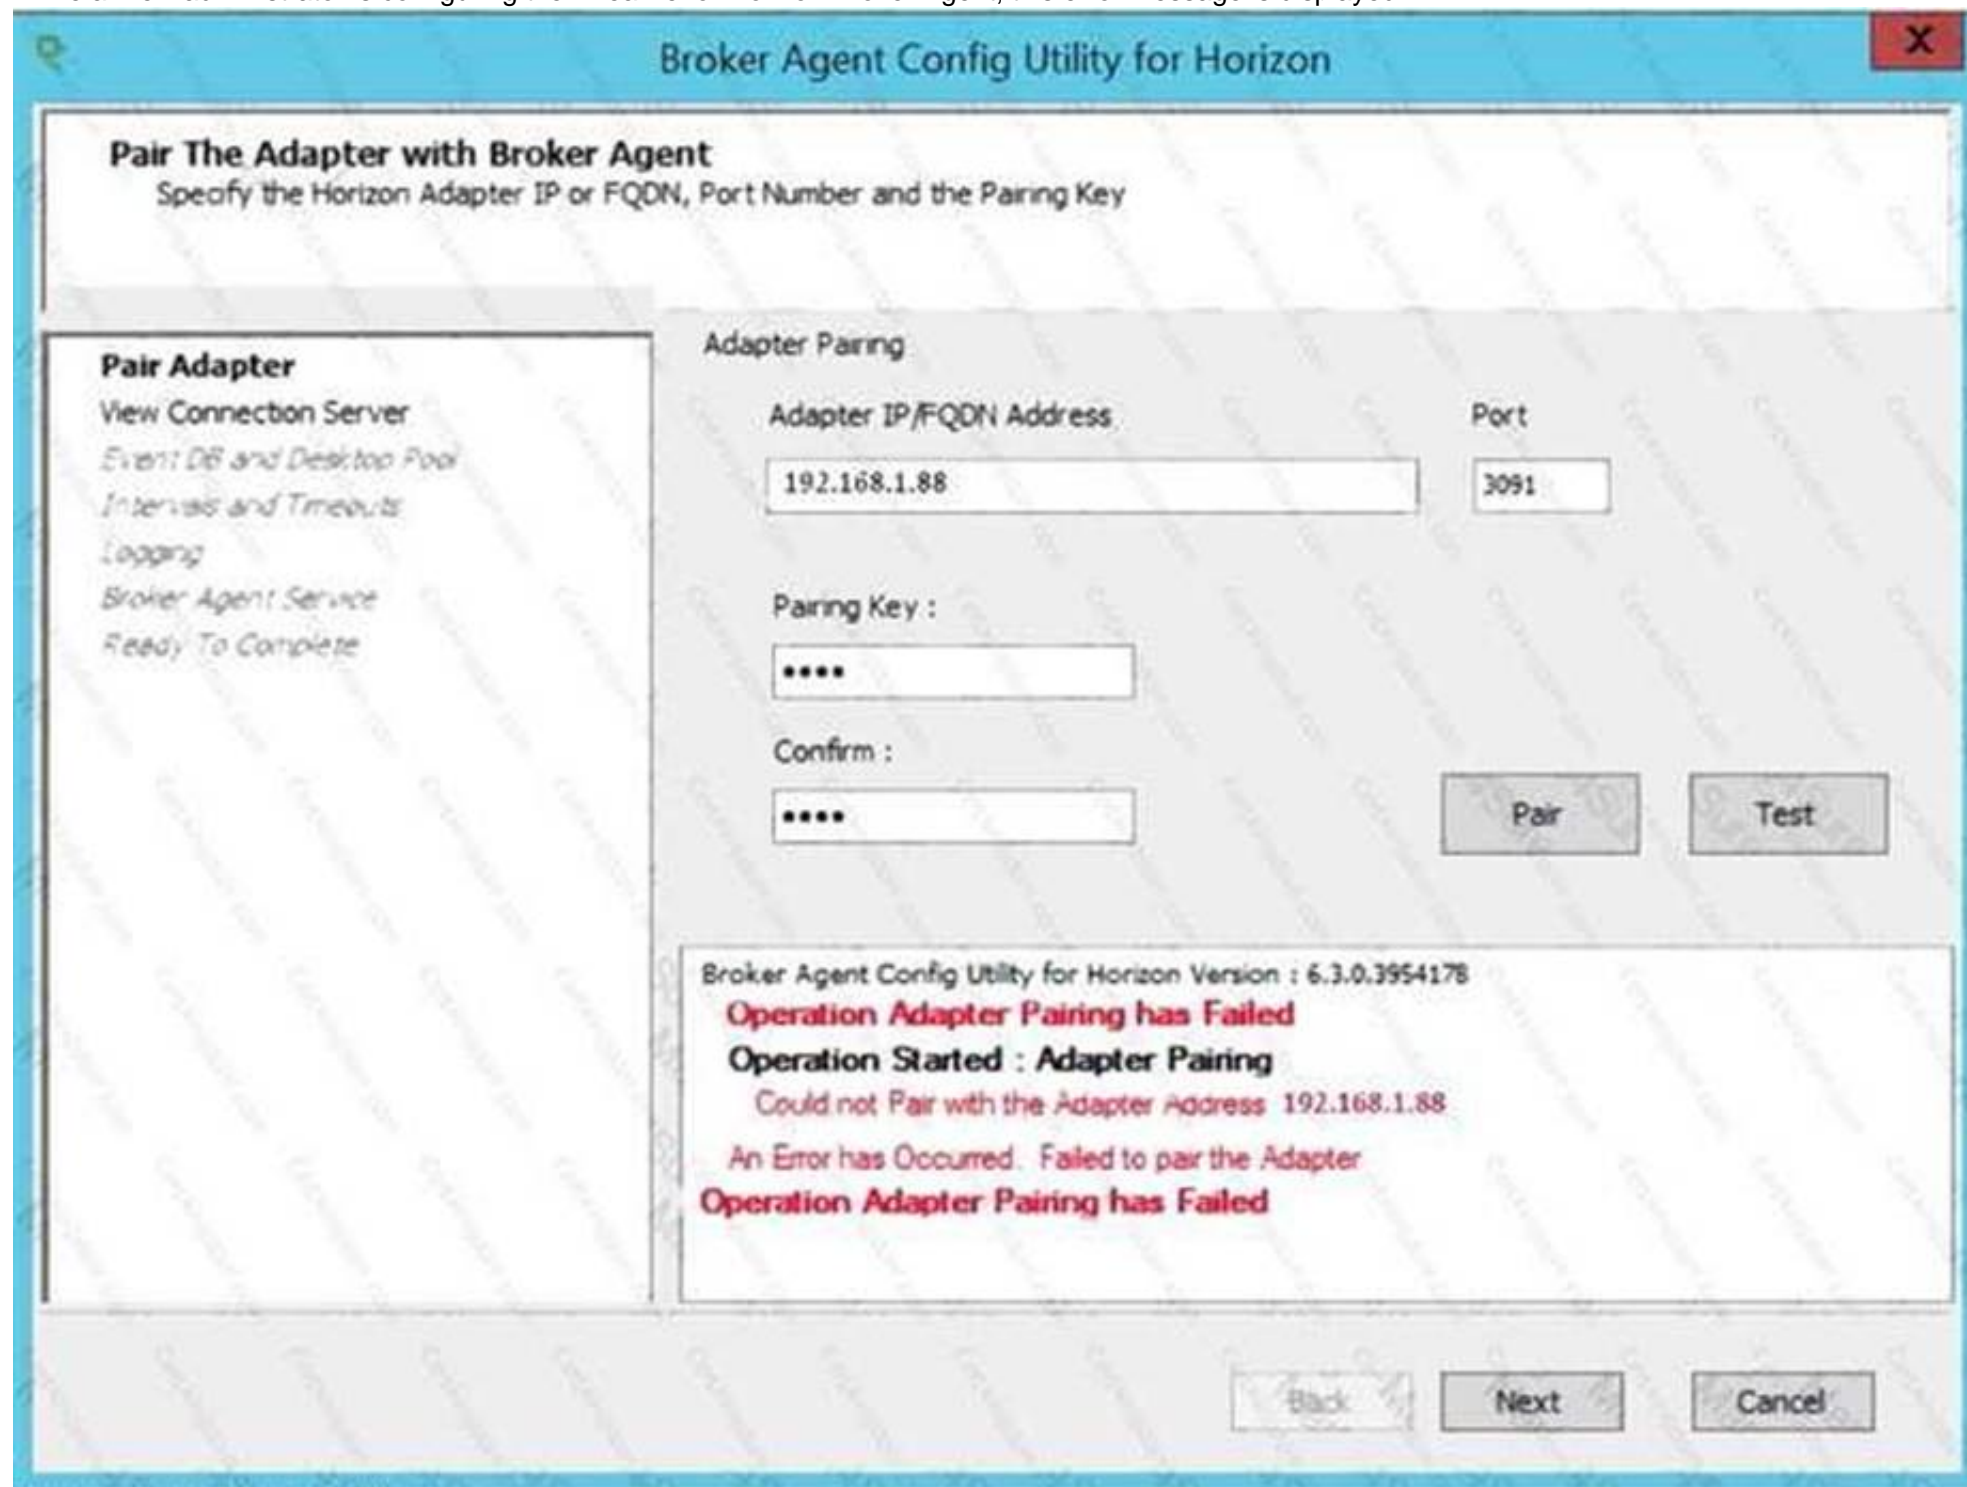 Broker Agent Config Utility for Horizon
X
Pair The Adapter with Broker Agent
Specify the Horizon Adapter IP or FQDN, Port Number and the Pairing Key
Pair Adapter
View Connection Server
Event DB and Desktop Pool
Intervals and Timeouts
Logging
Broker Agent Service
Ready To Complete
Adapter Pairing
Adapter IP/FQDN Address
Port
192.168.1.88
3091
Pairing Key :
••••
Confirm :
••••
Pair
Test
Broker Agent Config Utility for Horizon Version : 6.3.0.3954178
Operation Adapter Pairing has Failed
Operation Started : Adapter Pairing
Could not Pair with the Adapter Address 192.168.1.88
An Error has Occurred. Failed to pair the Adapter
Operation Adapter Pairing has Failed
Back
Next
Cancel